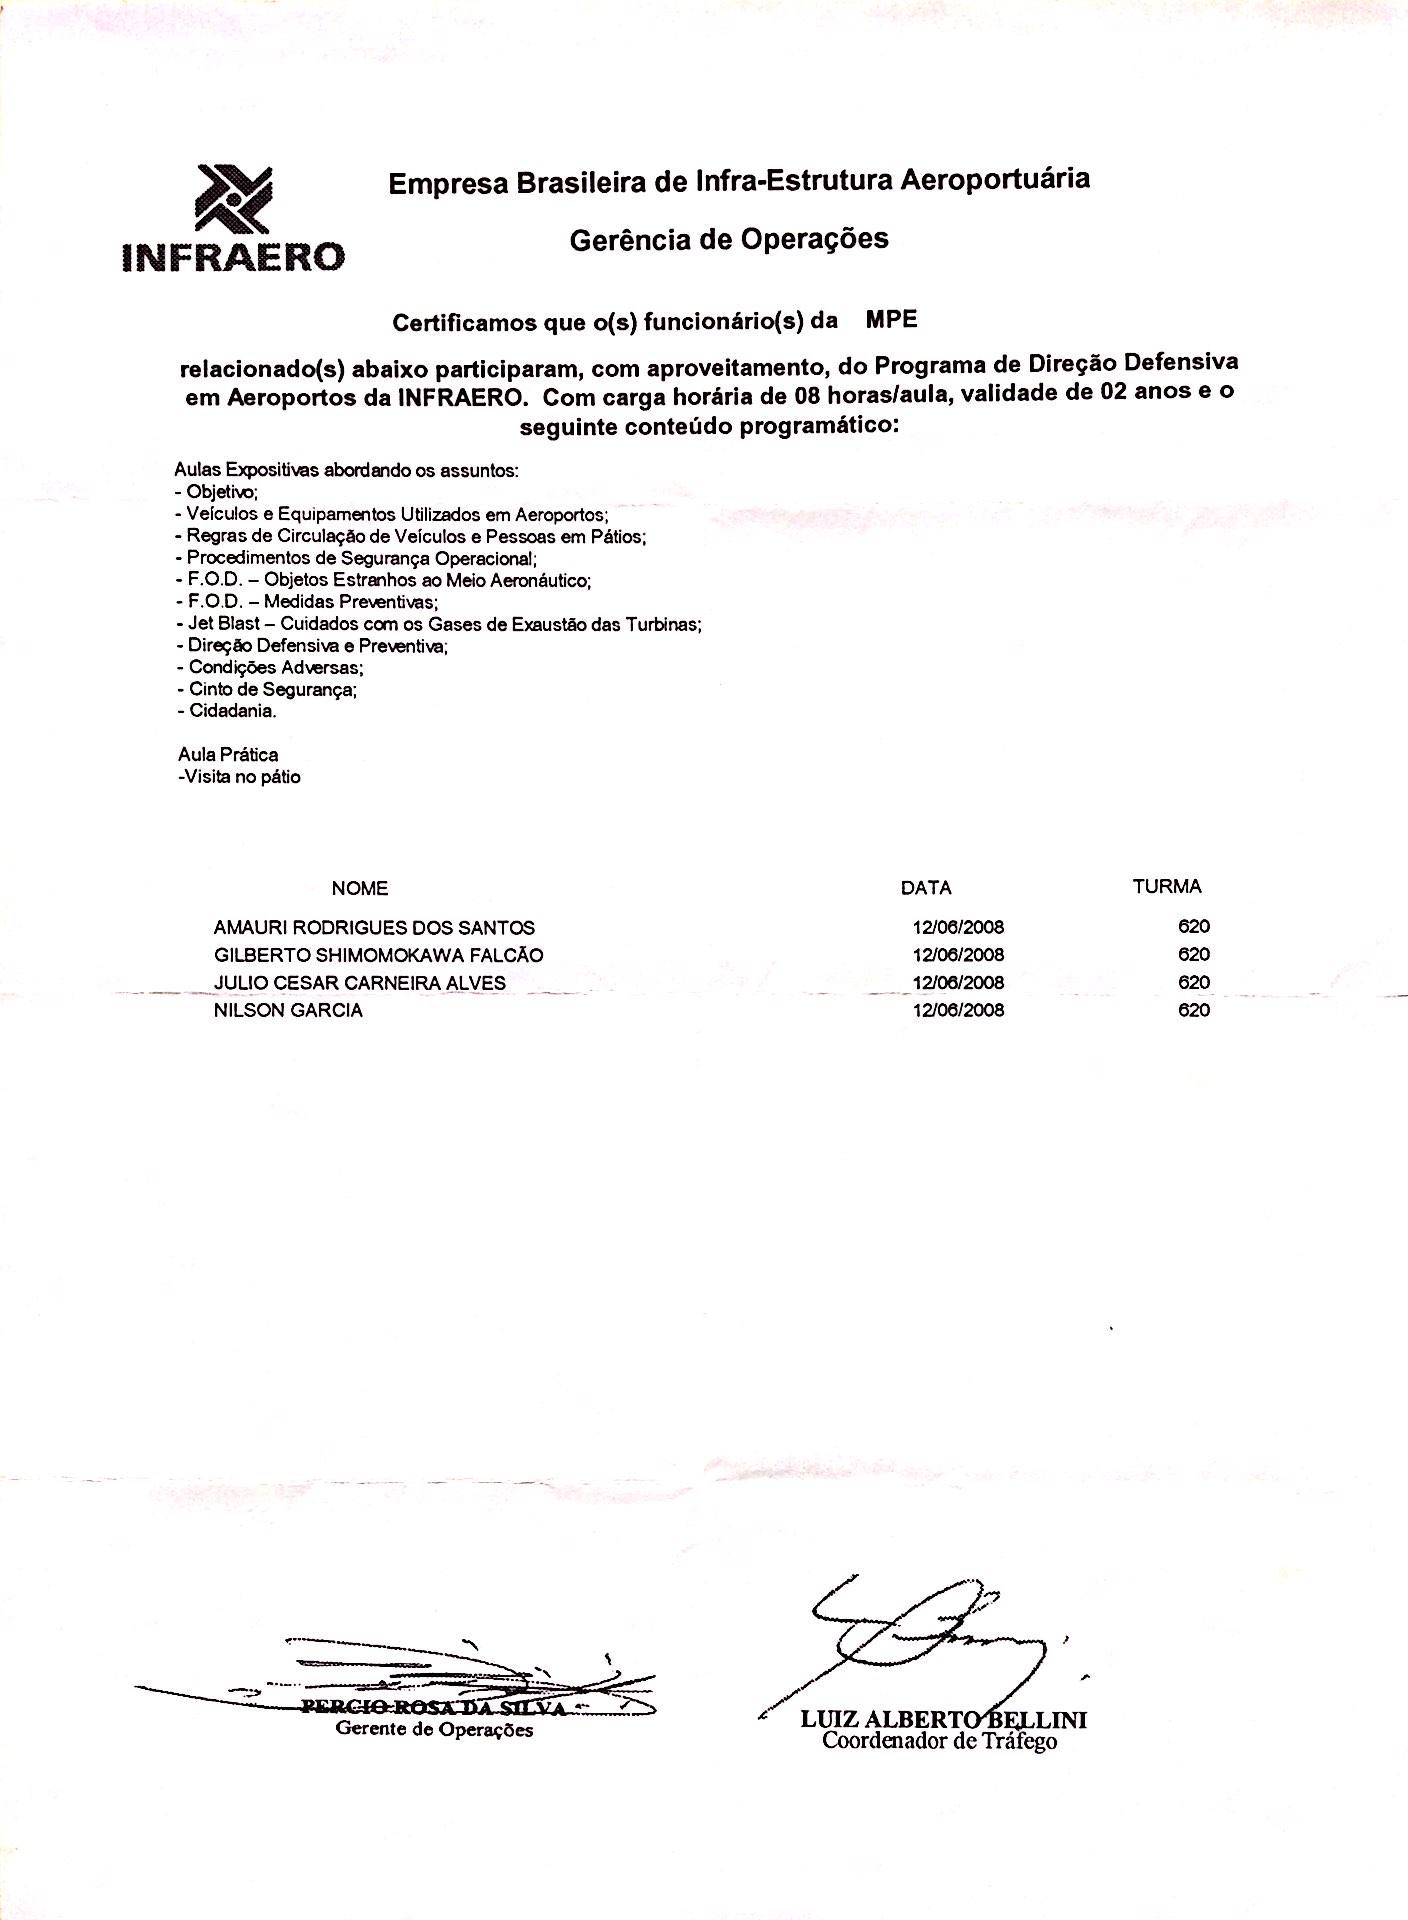 INFRAERO
Empresa Brasileira de Infra-Estrutura Aeroportuária
Gerência de Operações
Certificamos que o(s) funcionário(s) da MPE
relacionado(s) abaixo participaram, com aproveitamento, do Programa de Direção Defensiva
em Aeroportos da INFRAERO. Com carga horária de 08 horas/aula, validade de 02 anos e o
seguinte conteúdo programático:
Aulas Expositivas abordando os assuntos:
- Objetivo;
- Veículos e Equipamentos Utilizados em Aeroportos;
- Regras de Circulação de Veículos e Pessoas em Pátios;
- Procedimentos de Segurança Operacional;
- F.O.D. – Objetos Estranhos ao Meio Aeronáutico;
- F.O.D. – Medidas Preventivas;
- Jet Blast – Cuidados com os Gases de Exaustão das Turbinas;
- Direção Defensiva e Preventiva;
- Condições Adversas;
- Cinto de Segurança;
- Cidadania.
Aula Prática
-Visita no pátio
NOME DATA TURMA
AMAURI RODRIGUES DOS SANTOS 12/06/2008 620
GILBERTO SHIMOMOKAWA FALCÃO 12/06/2008 620
JULIO CESAR CARNEIRA ALVES 12/06/2008 620
NILSON GARCIA 12/06/2008 620
PERCIO ROSA DA SILVA
Gerente de Operações
LUIZ ALBERTO BELLINI
Coordenador de Tráfego